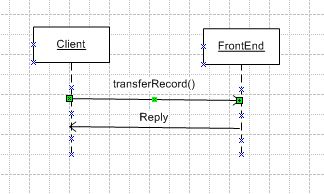 Client
FrontEnd
transferRecord()
Reply